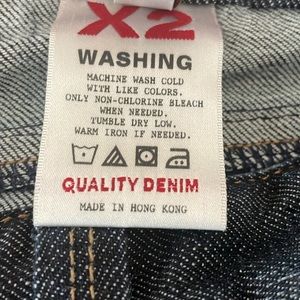 X2
WASHING
MACHINE WASH COLD
WITH LIKE COLORS.
ONLY NON-CHLORINE BLEACH
WHEN NEEDED.
TUMBLE DRY LOW.
WARM IRON IF NEEDED.
QUALITY DENIM
MADE IN HONG KONG